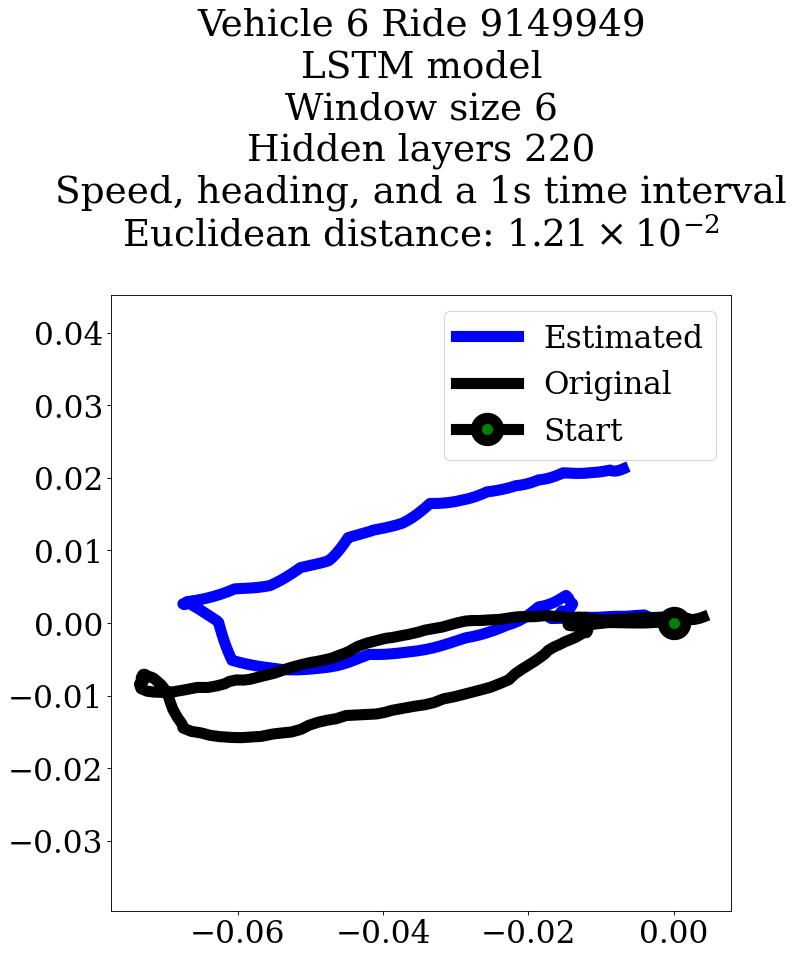 Vehicle 6 Ride 9149949
LSTM model
Window size 6
Hidden layers 220
Speed, heading, and a 1s time interval
Euclidean distance: 1.21 × 10⁻²
Estimated
Original
Start
0.04
0.03
0.02
0.01
0.00
−0.01
−0.02
−0.03
−0.06 −0.04 −0.02 0.00